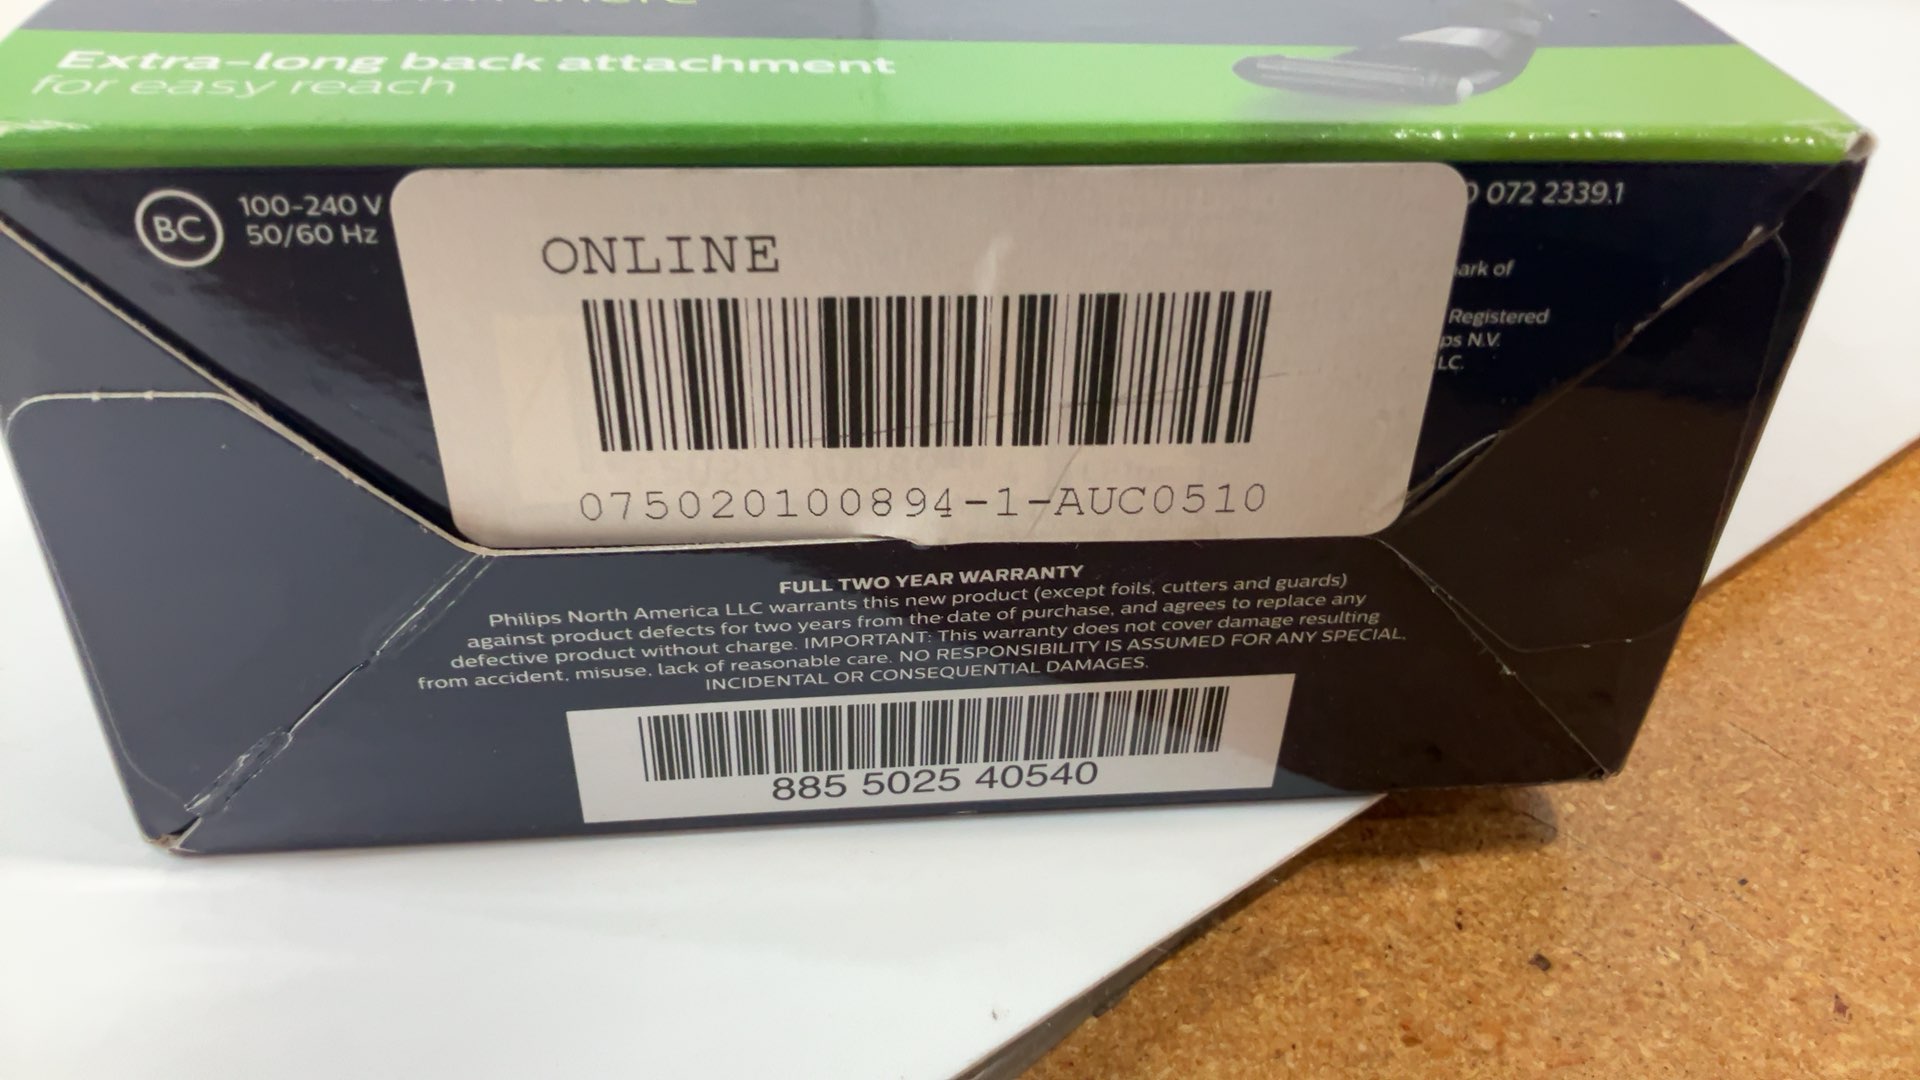 there
Extra-long back attachment
for easy reach
BC
100-240 V
50/60 Hz
ONLINE
075020100894-1-AUC0510
072 2339.1
ark of
Registered
ps N.V.
LC.
FULL TWO YEAR WARRANTY
Philips North America LLC warrants this new product (except foils, cutters and guards)
against product defects for two years from the date of purchase, and agrees to replace any
defective product without charge. IMPORTANT: This warranty does not cover damage resulting
from accident, misuse, lack of reasonable care. NO RESPONSIBILITY IS ASSUMED FOR ANY SPECIAL,
INCIDENTAL OR CONSEQUENTIAL DAMAGES.
885 5025 40540